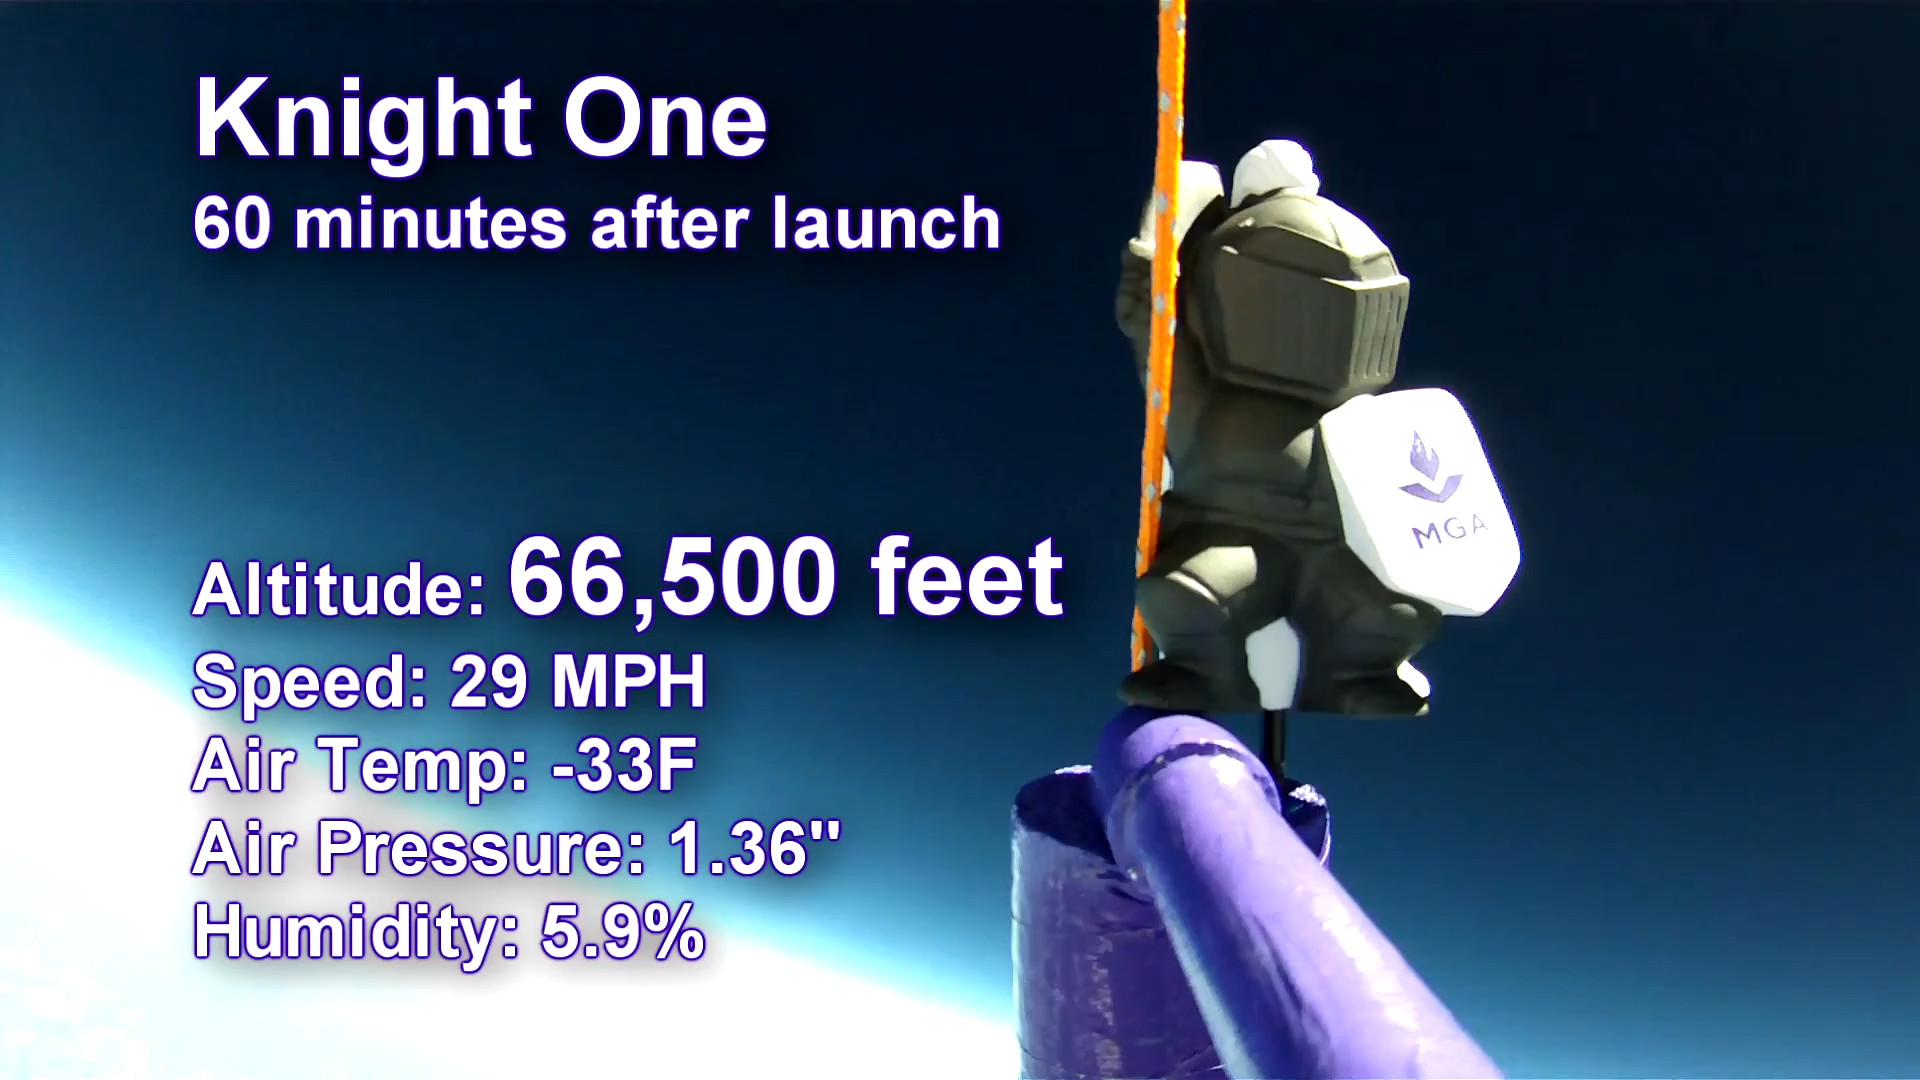 Knight One
60 minutes after launch
Altitude: 66,500 feet
Speed: 29 MPH
Air Temp: -33F
Air Pressure: 1.36"
Humidity: 5.9%
MGA